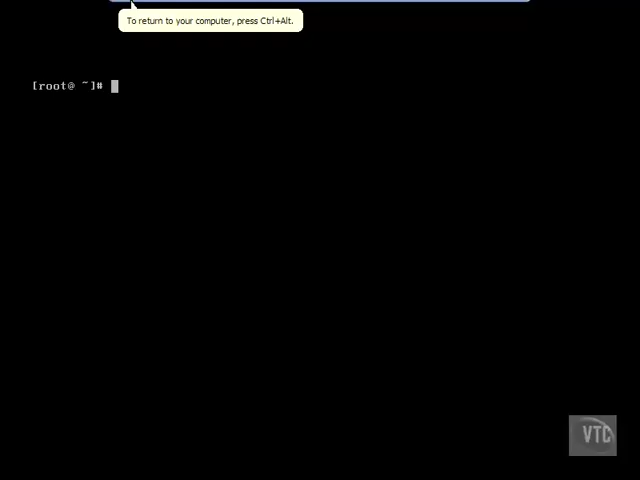 To return to your computer, press Ctrl+Alt.
[root@ ~]#
VTC